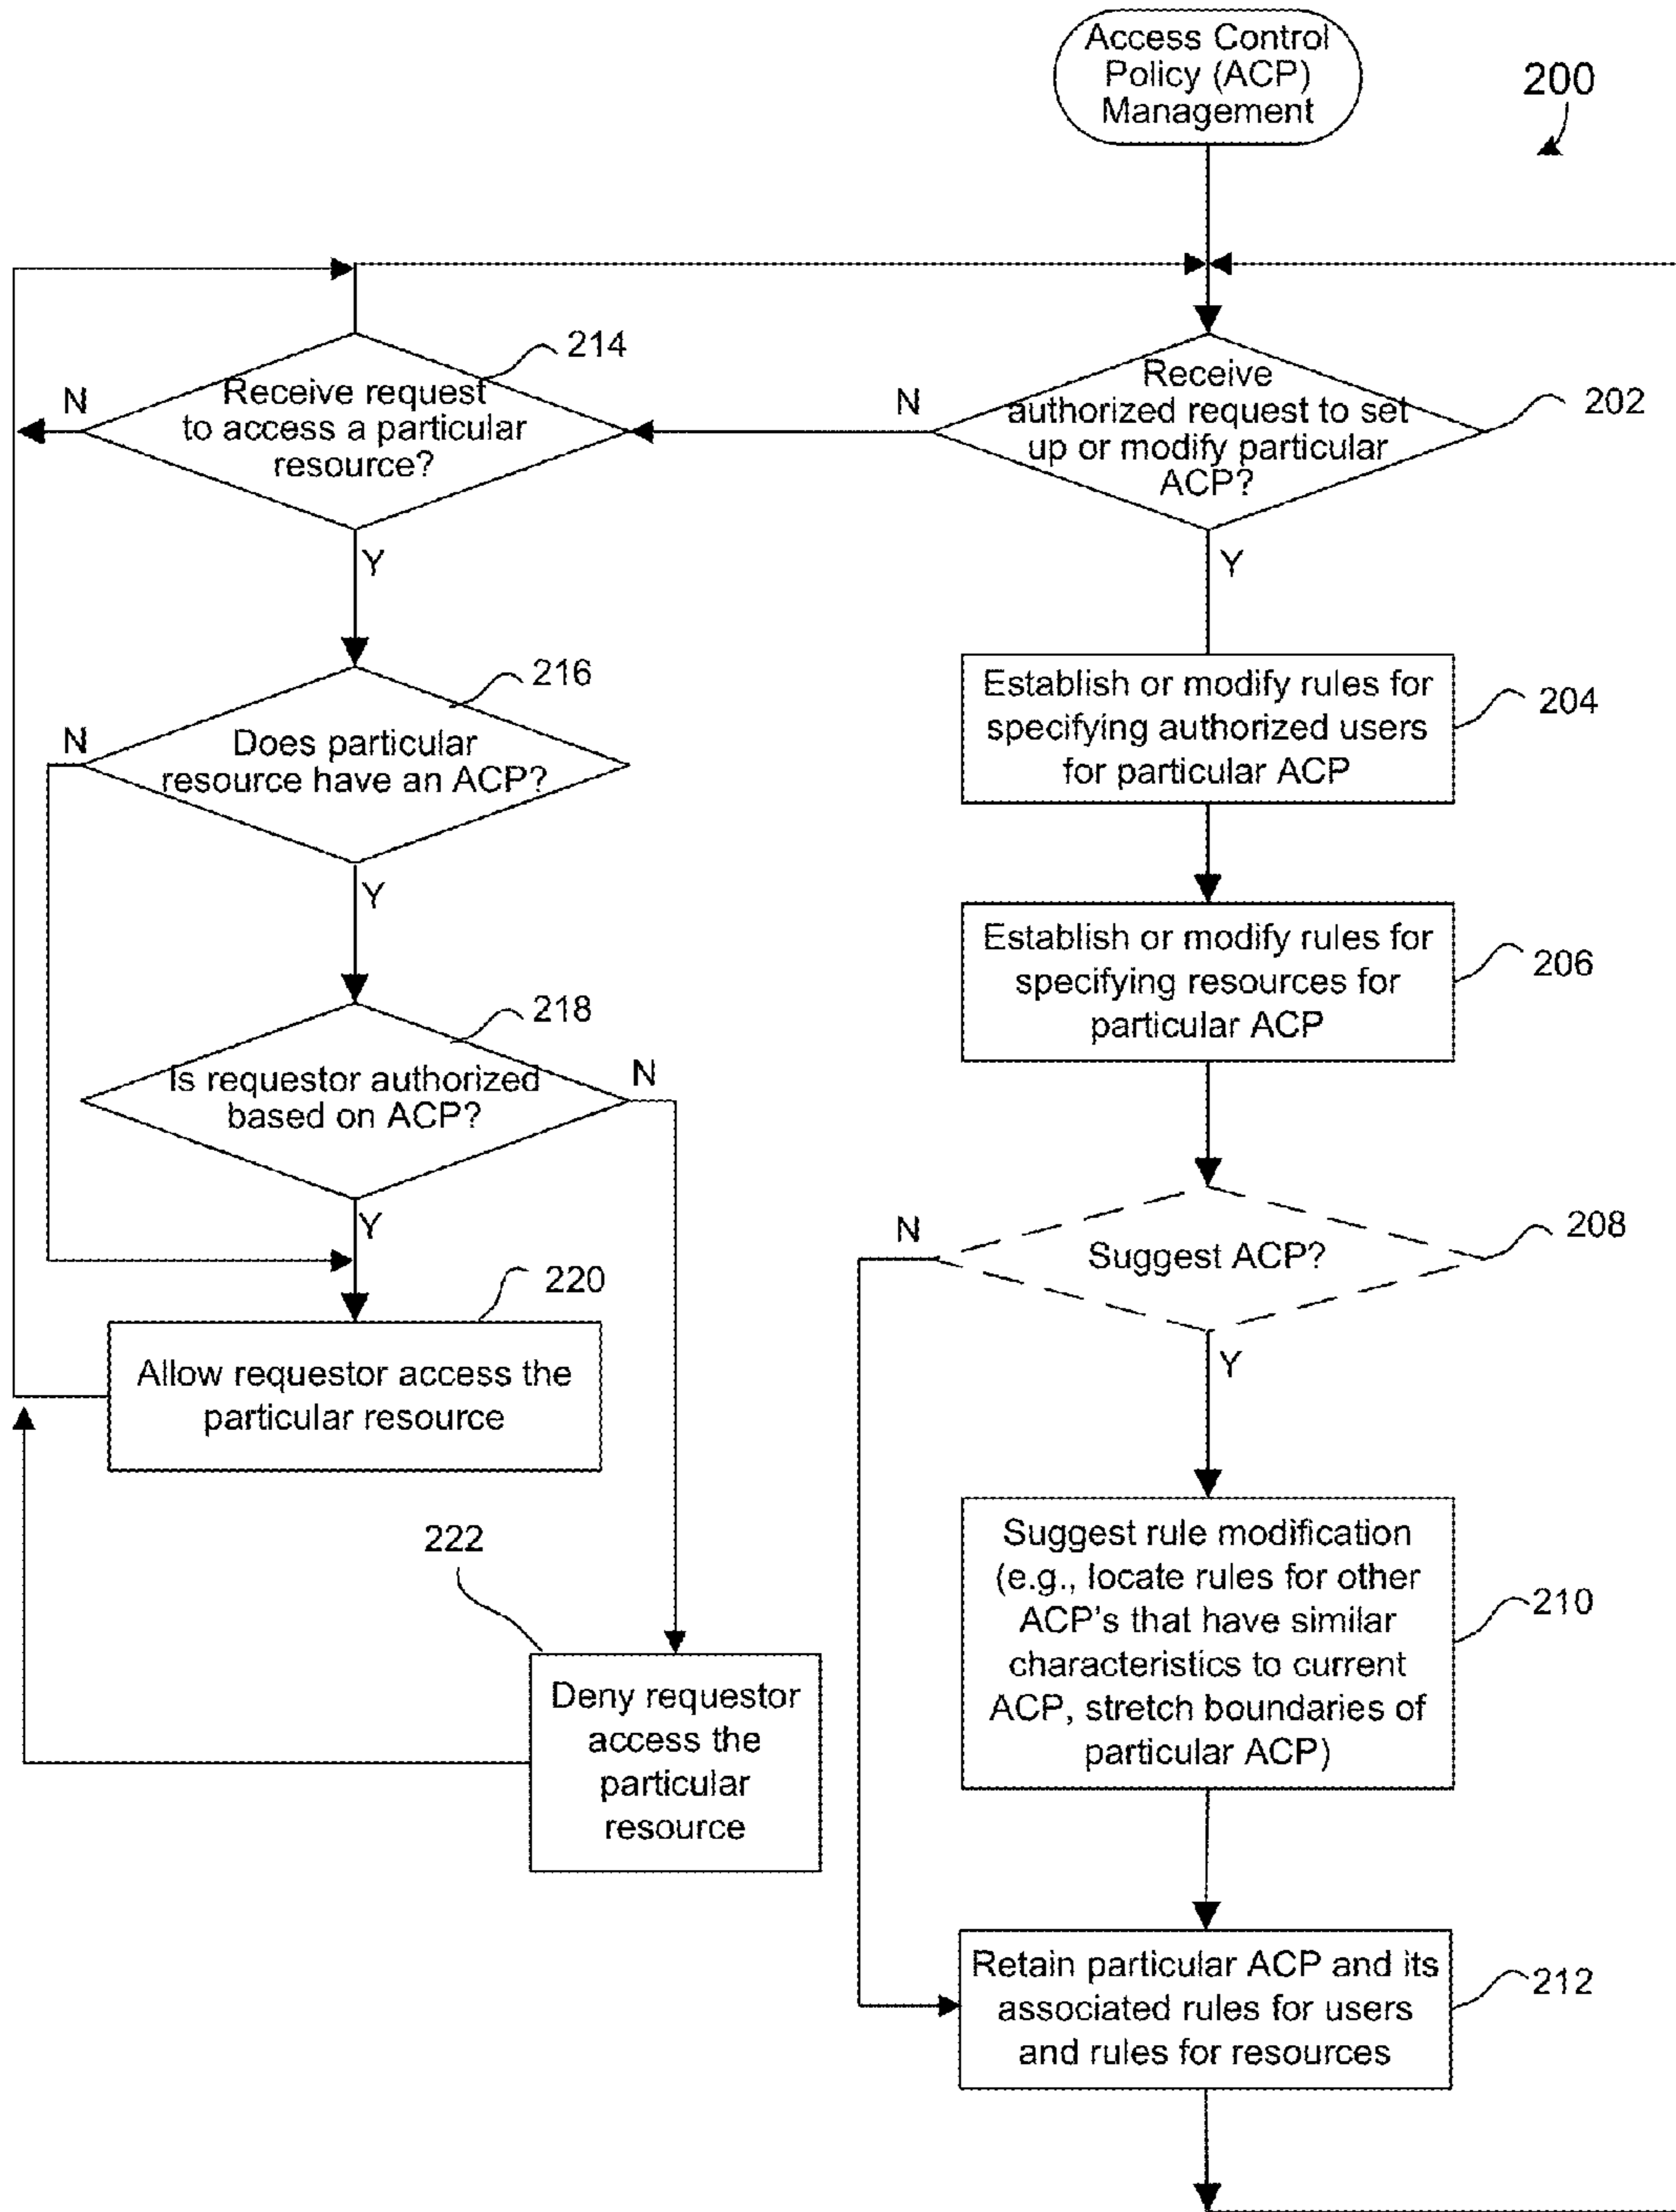 Access Control
Policy (ACP)
Management
200
214
Receive request
to access a particular
resource?
N
Y
N
Receive
authorized request to set
up or modify particular
ACP?
202
Y
216
Does particular
resource have an ACP?
N
Y
Establish or modify rules for
specifying authorized users
for particular ACP
204
Establish or modify rules for
specifying resources for
particular ACP
206
218
Is requestor authorized
based on ACP?
N
Y
N
Suggest ACP?
208
Y
220
Allow requestor access the
particular resource
222
Deny requestor
access the
particular
resource
Suggest rule modification
(e.g., locate rules for other
ACP's that have similar
characteristics to current
ACP, stretch boundaries of
particular ACP)
210
Retain particular ACP and its
associated rules for users
and rules for resources
212